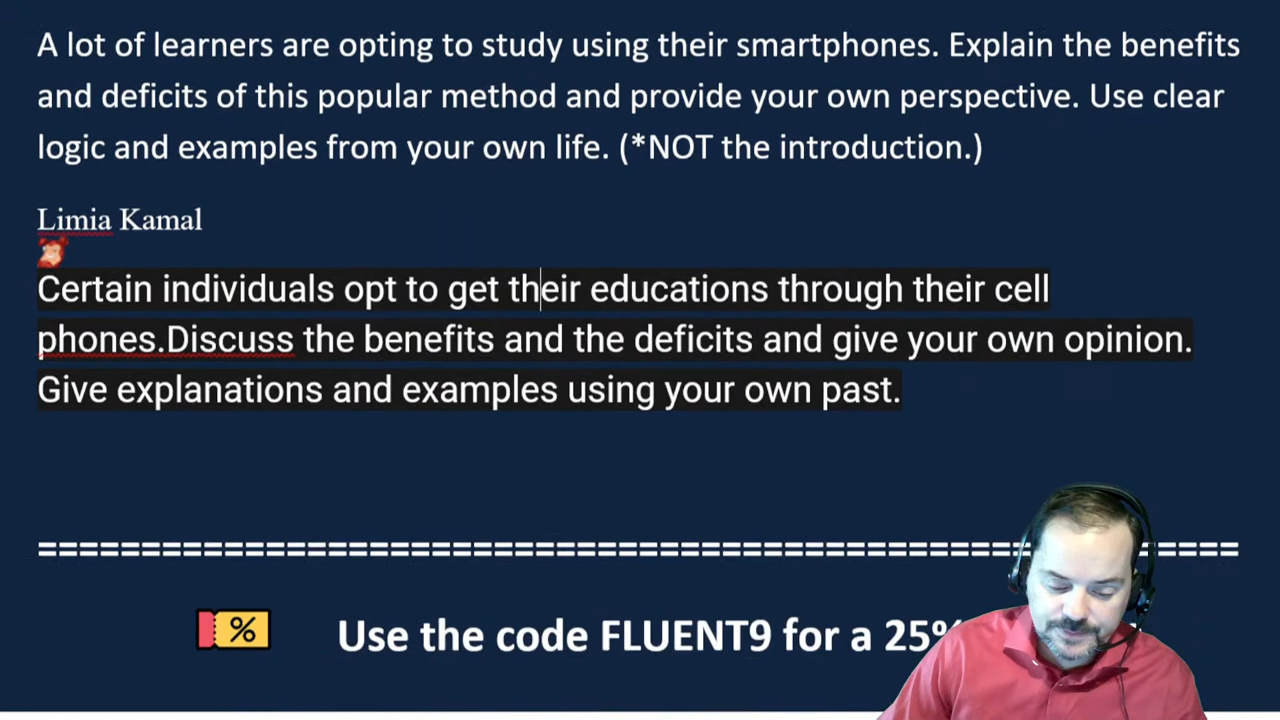 A lot of learners are opting to study using their smartphones. Explain the benefits
and deficits of this popular method and provide your own perspective. Use clear
logic and examples from your own life. (*NOT the introduction.)
Limia Kamal
Certain individuals opt to get their educations through their cell
phones.Discuss the benefits and the deficits and give your own opinion.
Give explanations and examples using your own past.
==========================================================
% Use the code FLUENT9 for a 25%